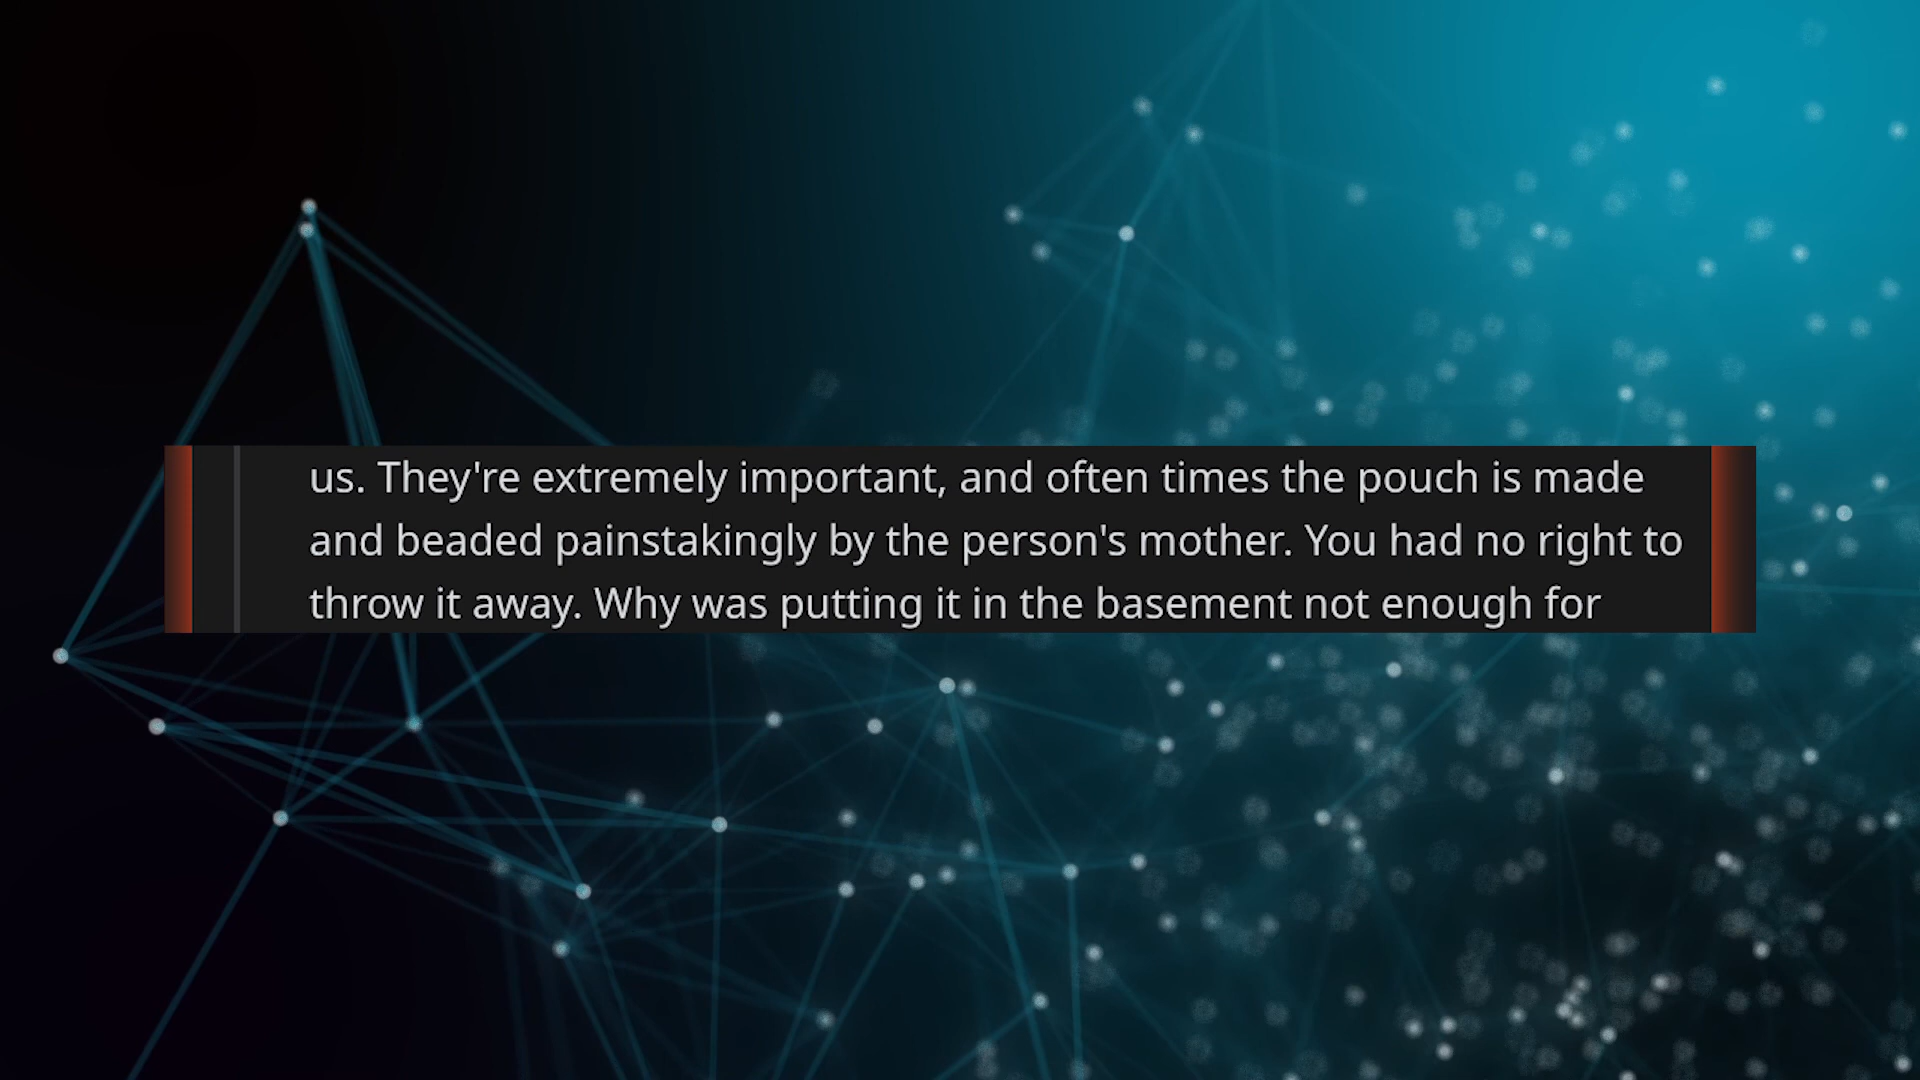 us. They're extremely important, and often times the pouch is made
and beaded painstakingly by the person's mother. You had no right to
throw it away. Why was putting it in the basement not enough for